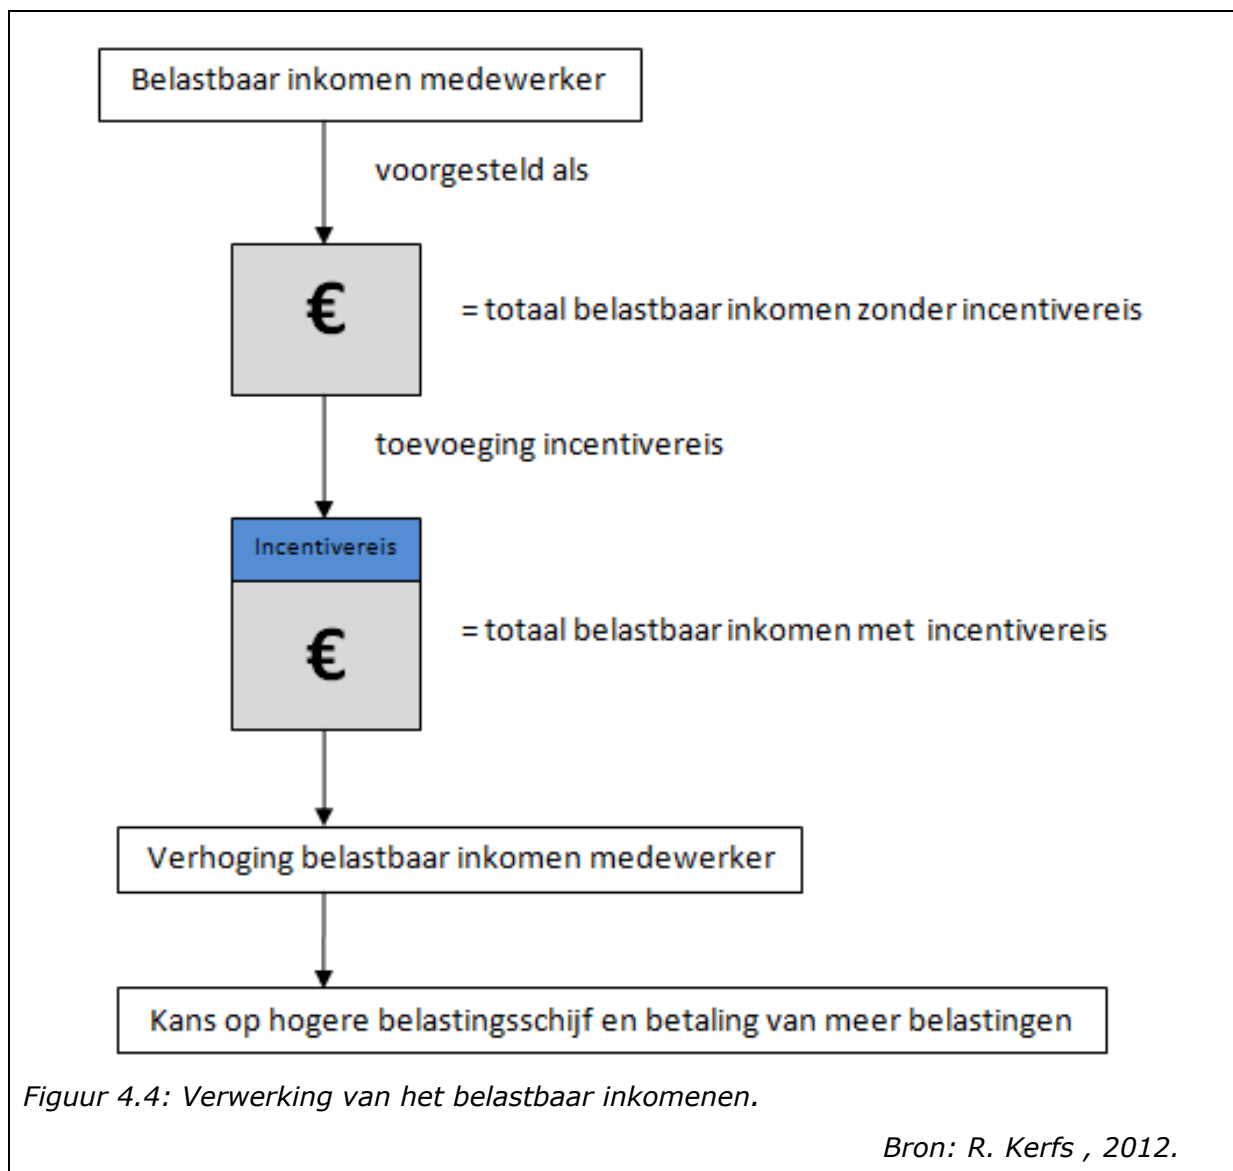 Belastbaar inkomen medewerker
voorgesteld als
€
= totaal belastbaar inkomen zonder incentivereis
toevoeging incentivereis
Incentivereis
€
= totaal belastbaar inkomen met incentivereis
Verhoging belastbaar inkomen medewerker
Kans op hogere belastingsschijf en betaling van meer belastingen
Figuur 4.4: Verwerking van het belastbaar inkomenen.
Bron: R. Kerfs , 2012.